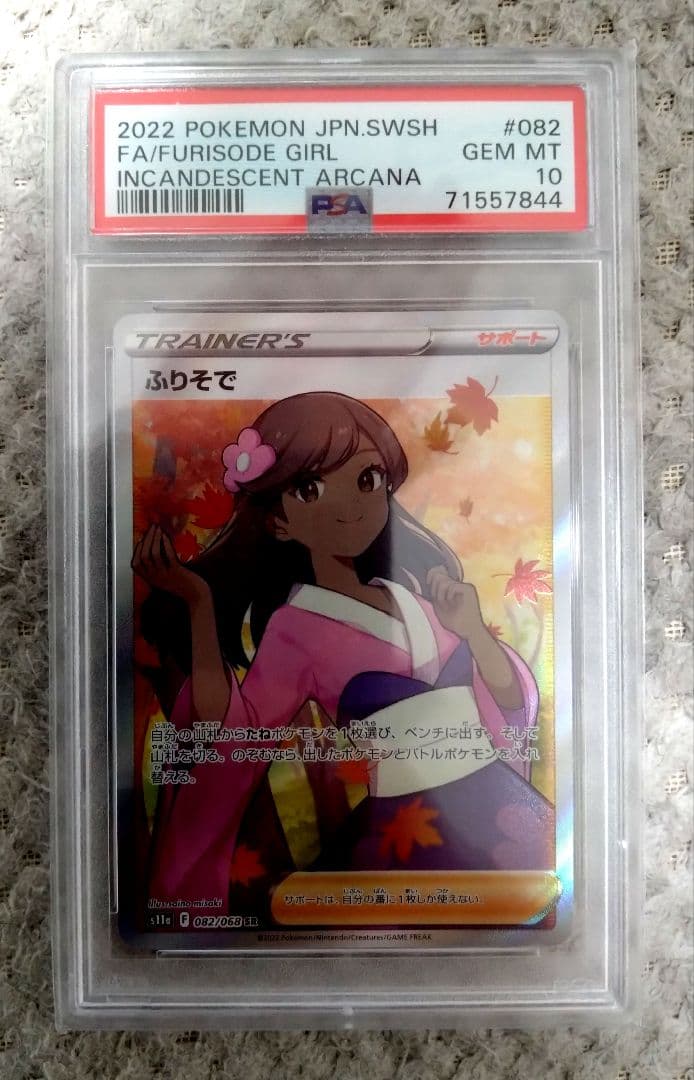 2022 POKEMON JPN.SWSH #082
FA/FURISODE GIRL GEM MT
INCANDESCENT ARCANA 10
PSA 71557844
TRAINER'S サポート
ふりそで
自分の山札からたねポケモンを1枚選び、ベンチに出す。そして
山札を切る。のぞむなら、出したポケモンとバトルポケモンを入れ
替える。
illus. saino misaki
サポートは、自分の番に1枚しか使えない。
s11a F 082/068 SR
©2022 Pokémon/Nintendo/Creatures/GAME FREAK